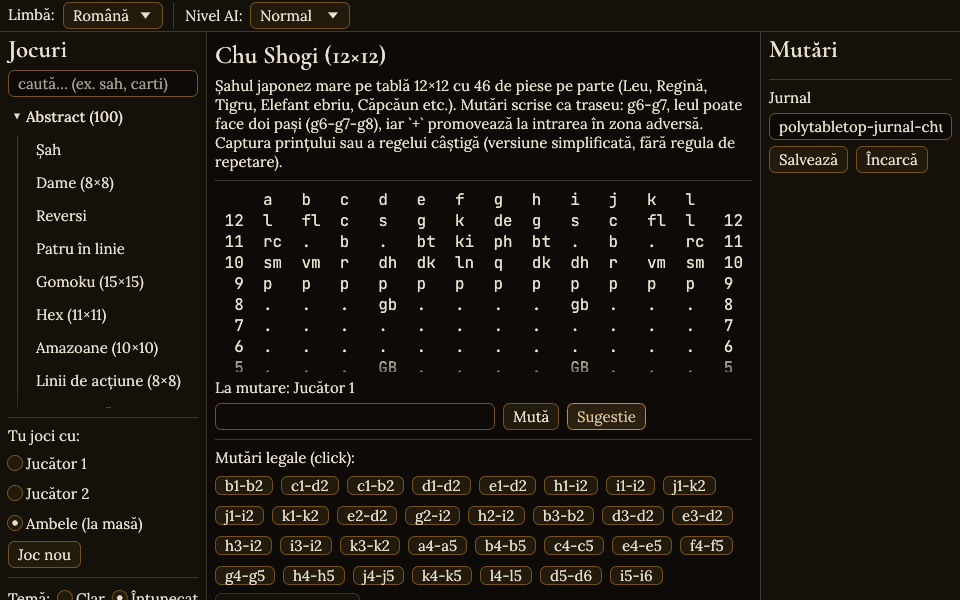 Limbă: Română ▼ Nivel AI: Normal ▼
Jocuri
caută... (ex. sah, carti)
▼ Abstract (100)
Șah
Dame (8×8)
Reversi
Patru în linie
Gomoku (15×15)
Hex (11×11)
Amazoane (10×10)
Linii de acțiune (8×8)
Tu joci cu:
Jucător 1
Jucător 2
Ambele (la masă)
Joc nou
Temă: Clar Întunecat
Chu Shogi (12×12)
Șahul japonez mare pe tablă 12×12 cu 46 de piese pe parte (Leu, Regină,
Tigru, Elefant ebriu, Căpcăun etc.). Mutări scrise ca traseu: g6-g7, leul poate
face doi pași (g6-g7-g8), iar `+` promovează la intrarea în zona adversă.
Captura prințului sau a regelui câștigă (versiune simplificată, fără regula de
repetare).
a b c d e f g h i j k l
12 l fl c s g k de g s c fl l 12
11 rc . b . bt ki ph bt . b . rc 11
10 sm vm r dh dk ln q dk dh r vm sm 10
9 p p p p p p p p p p p p 9
8 . . . gb . . . . gb . . . 8
7 . . . . . . . . . . . . 7
6 . . . . . . . . . . . . 6
5 . . . GB . . . . GB . . . 5
La mutare: Jucător 1
Mută Sugestie
Mutări legale (click):
b1-b2 c1-d2 c1-b2 d1-d2 e1-d2 h1-i2 i1-i2 j1-k2
j1-i2 k1-k2 e2-d2 g2-i2 h2-i2 b3-b2 d3-d2 e3-d2
h3-i2 i3-i2 k3-k2 a4-a5 b4-b5 c4-c5 e4-e5 f4-f5
g4-g5 h4-h5 j4-j5 k4-k5 l4-l5 d5-d6 i5-i6
Mutări
Jurnal
polytabletop-jurnal-chu
Salvează Încarcă